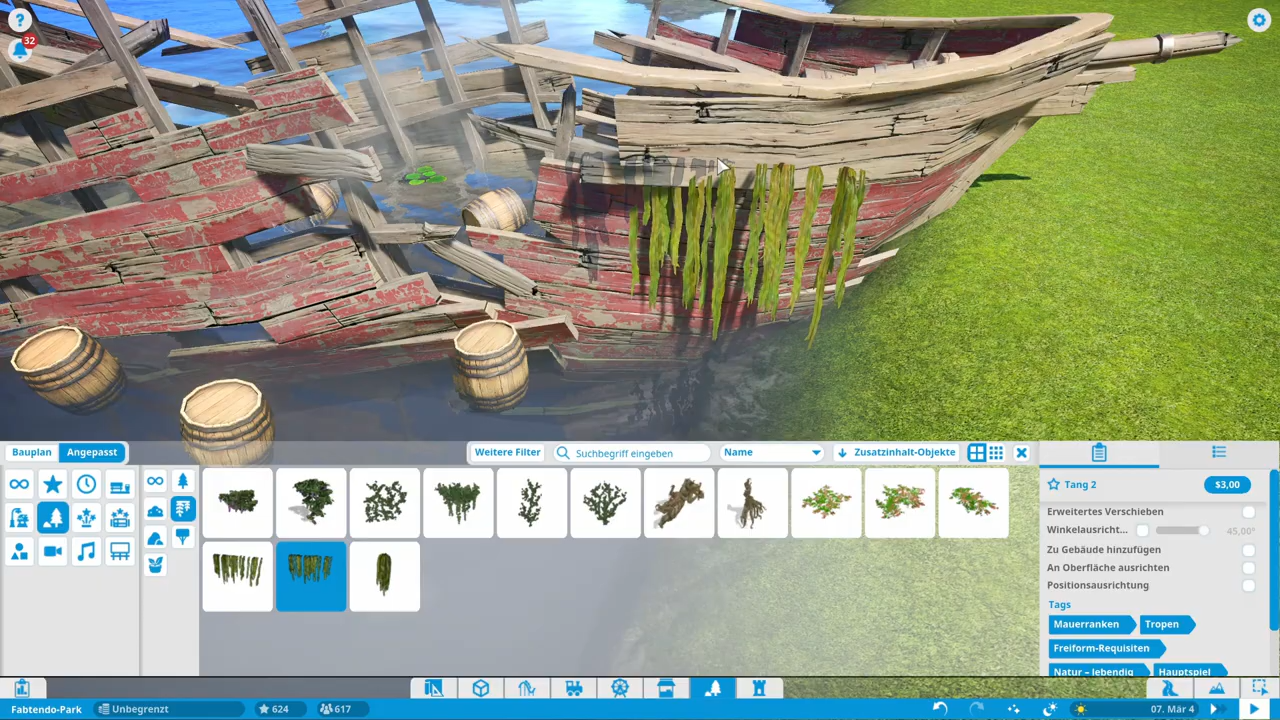 ?
32
Bauplan
Angepasst
Weitere Filter
Suchbegriff eingeben
Name
Zusatzinhalt-Objekte
Tang 2
$3,00
Erweitertes Verschieben
Winkelausricht...
45,00°
Zu Gebäude hinzufügen
An Oberfläche ausrichten
Positionsausrichtung
Tags
Mauerranken
Tropen
Freiform-Requisiten
Natur – lebendig
Hauptspiel
Fabtendo-Park
Unbegrenzt
624
617
07. Mär 4